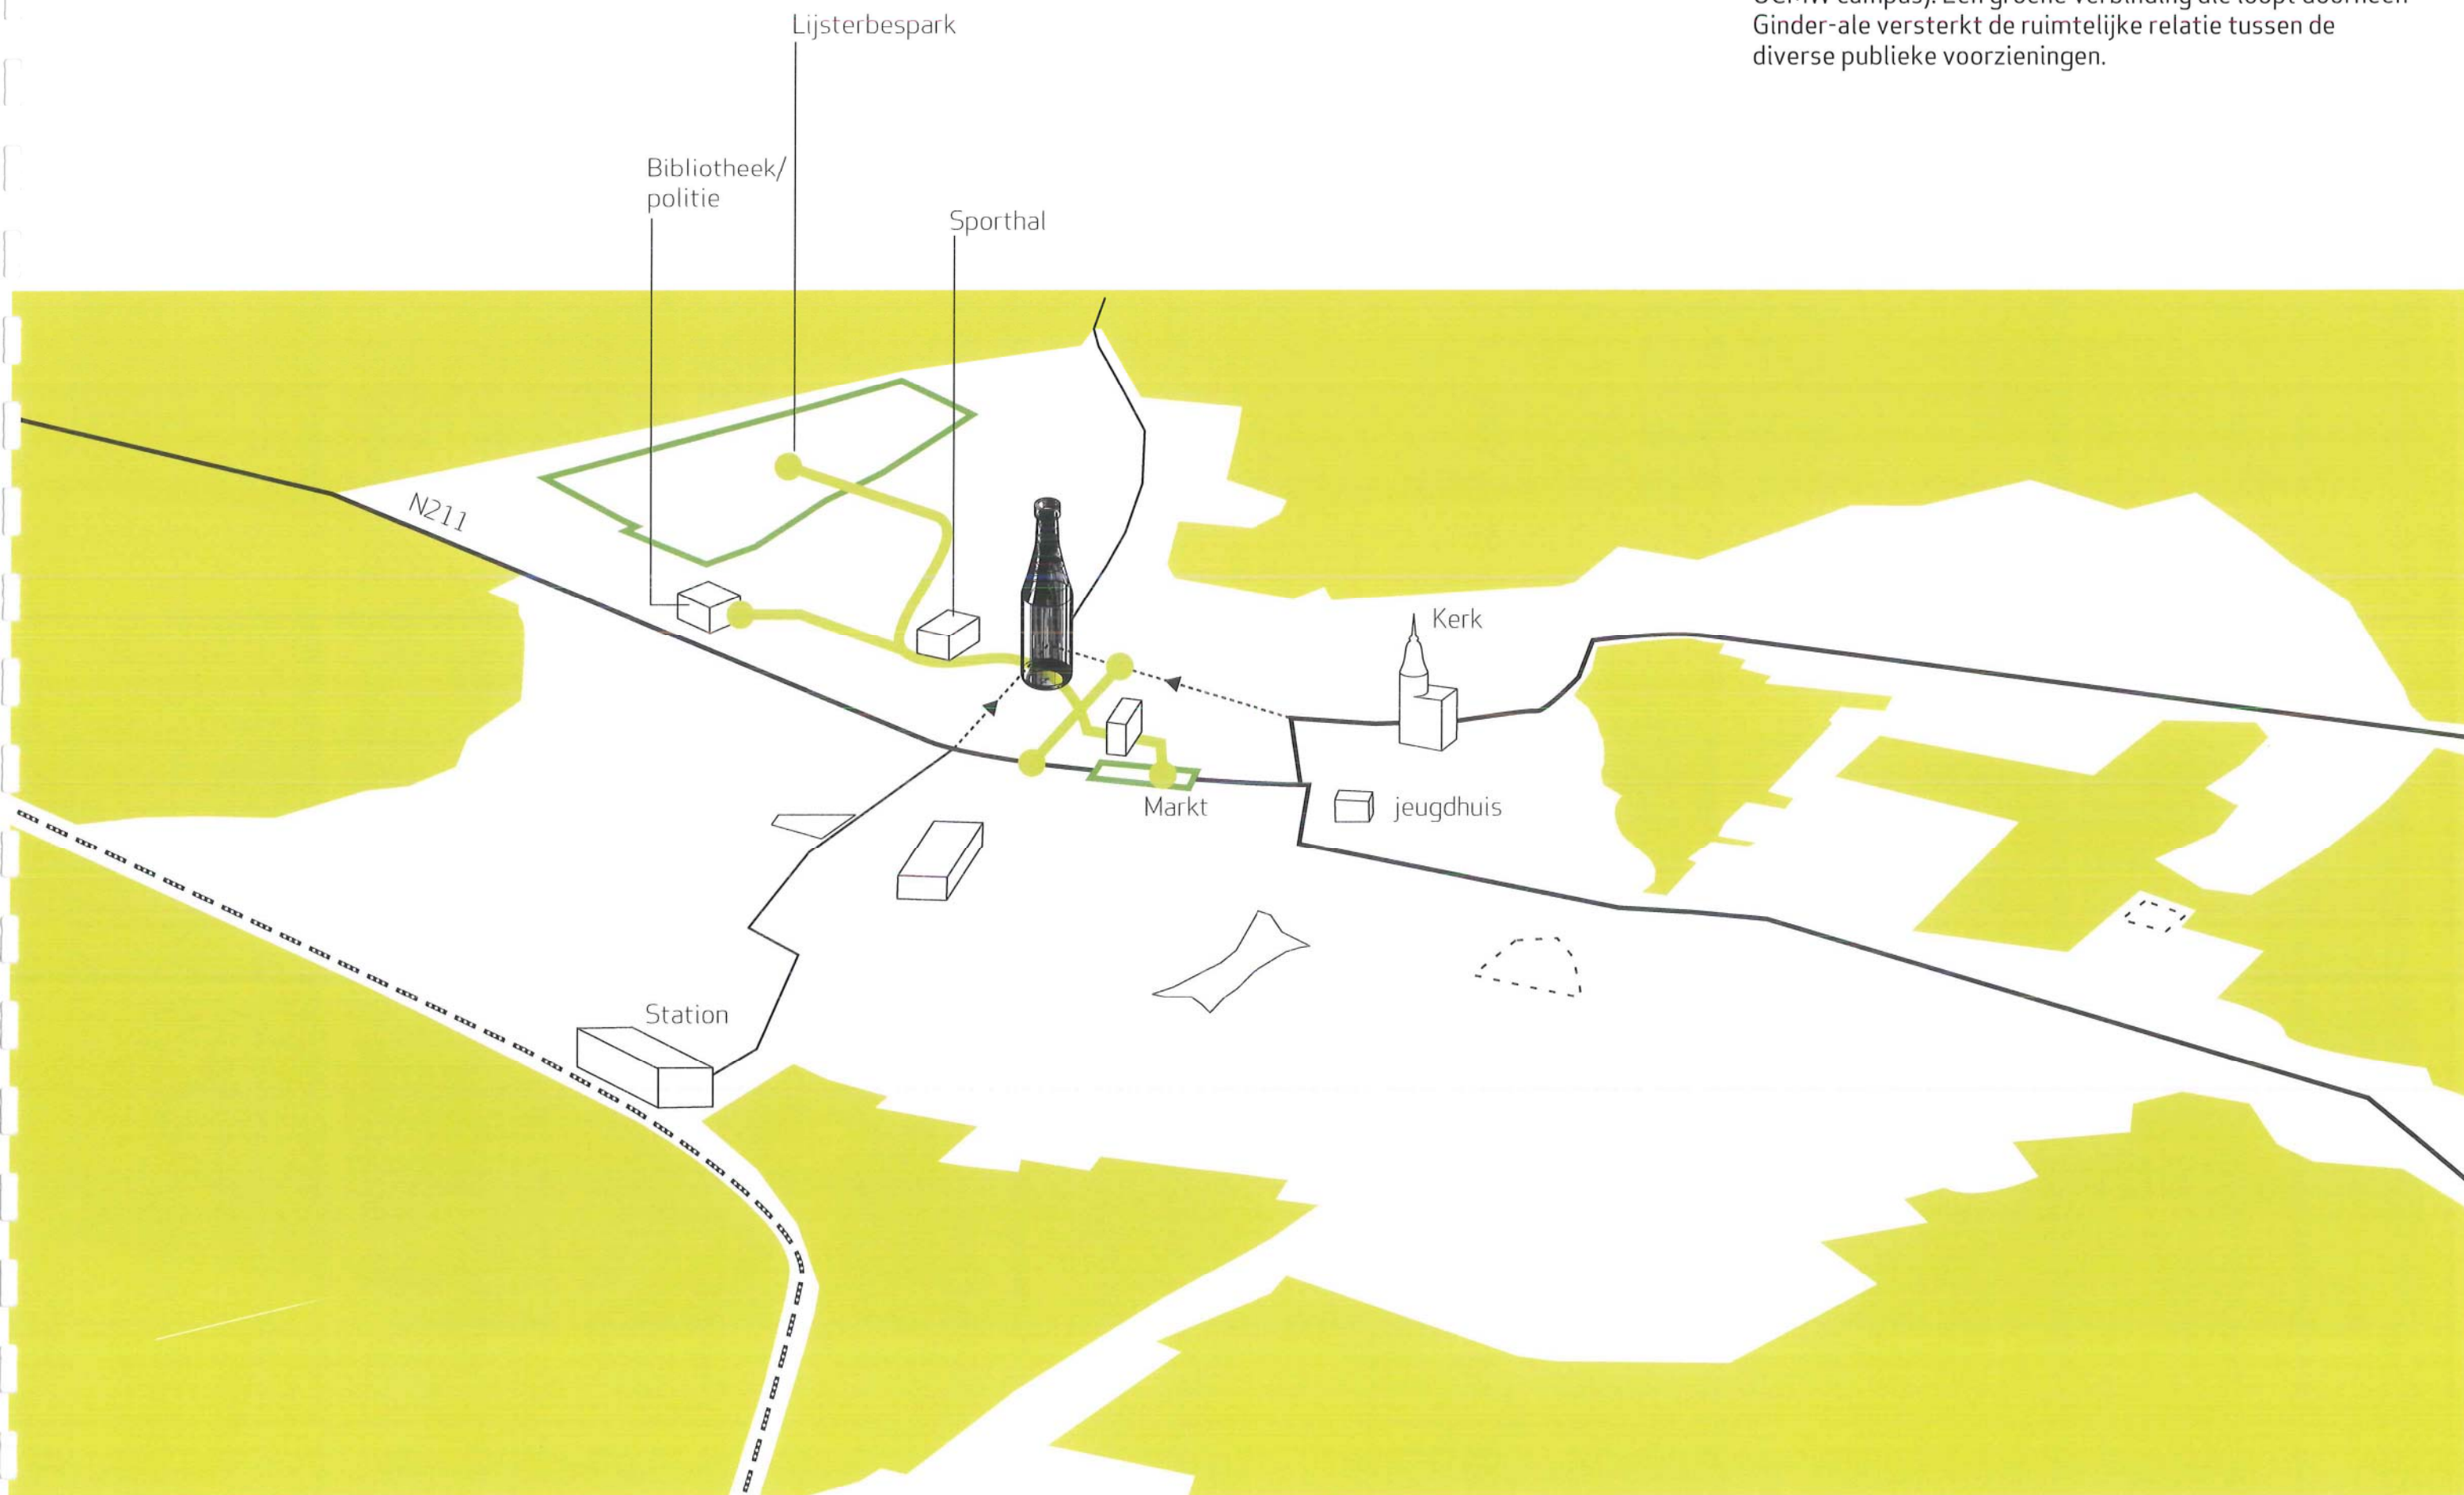 Ginder-ale versterkt de ruimtelijke relatie tussen de
diverse publieke voorzieningen.
Lijsterbespark
Bibliotheek/
politie
Sporthal
N211
Kerk
Markt
jeugdhuis
Station